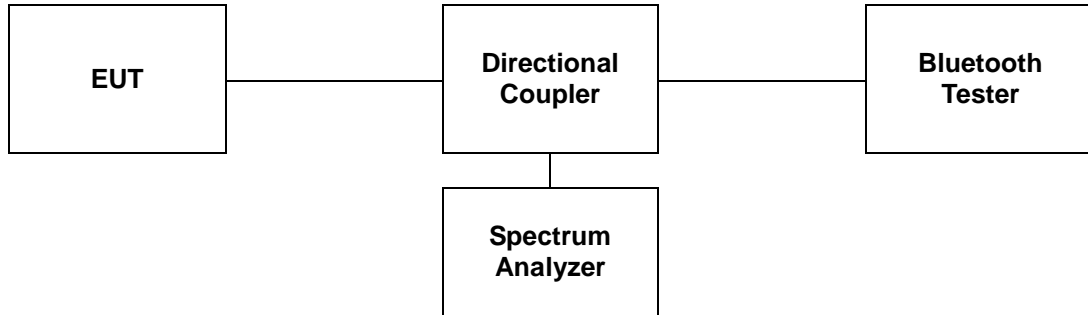 EUT
Directional
Coupler
Bluetooth
Tester
Spectrum
Analyzer